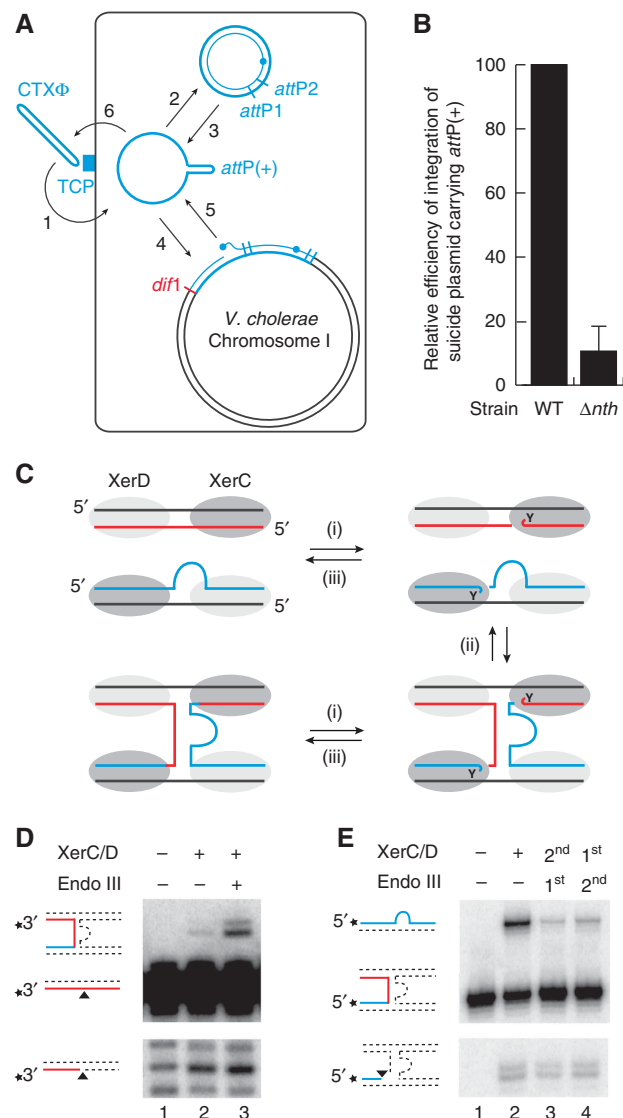 A
CTXΦ
TCP
1
6
2
3
attP2
attP1
attP(+)
5
4
dif1
V. cholerae
Chromosome I
B
Relative efficiency of integration of
suicide plasmid carrying attP(+)
100
80
60
40
20
0
Strain WT Δnth
C
XerD XerC
5′
5′
5′
5′
(i)
(iii)
Y
Y
(ii)
(i)
(iii)
Y
Y
D
XerC/D – + +
Endo III – – +
3′
3′
3′
1 2 3
E
XerC/D – + 2nd 1st
Endo III – – 1st 2nd
5′
5′
5′
1 2 3 4